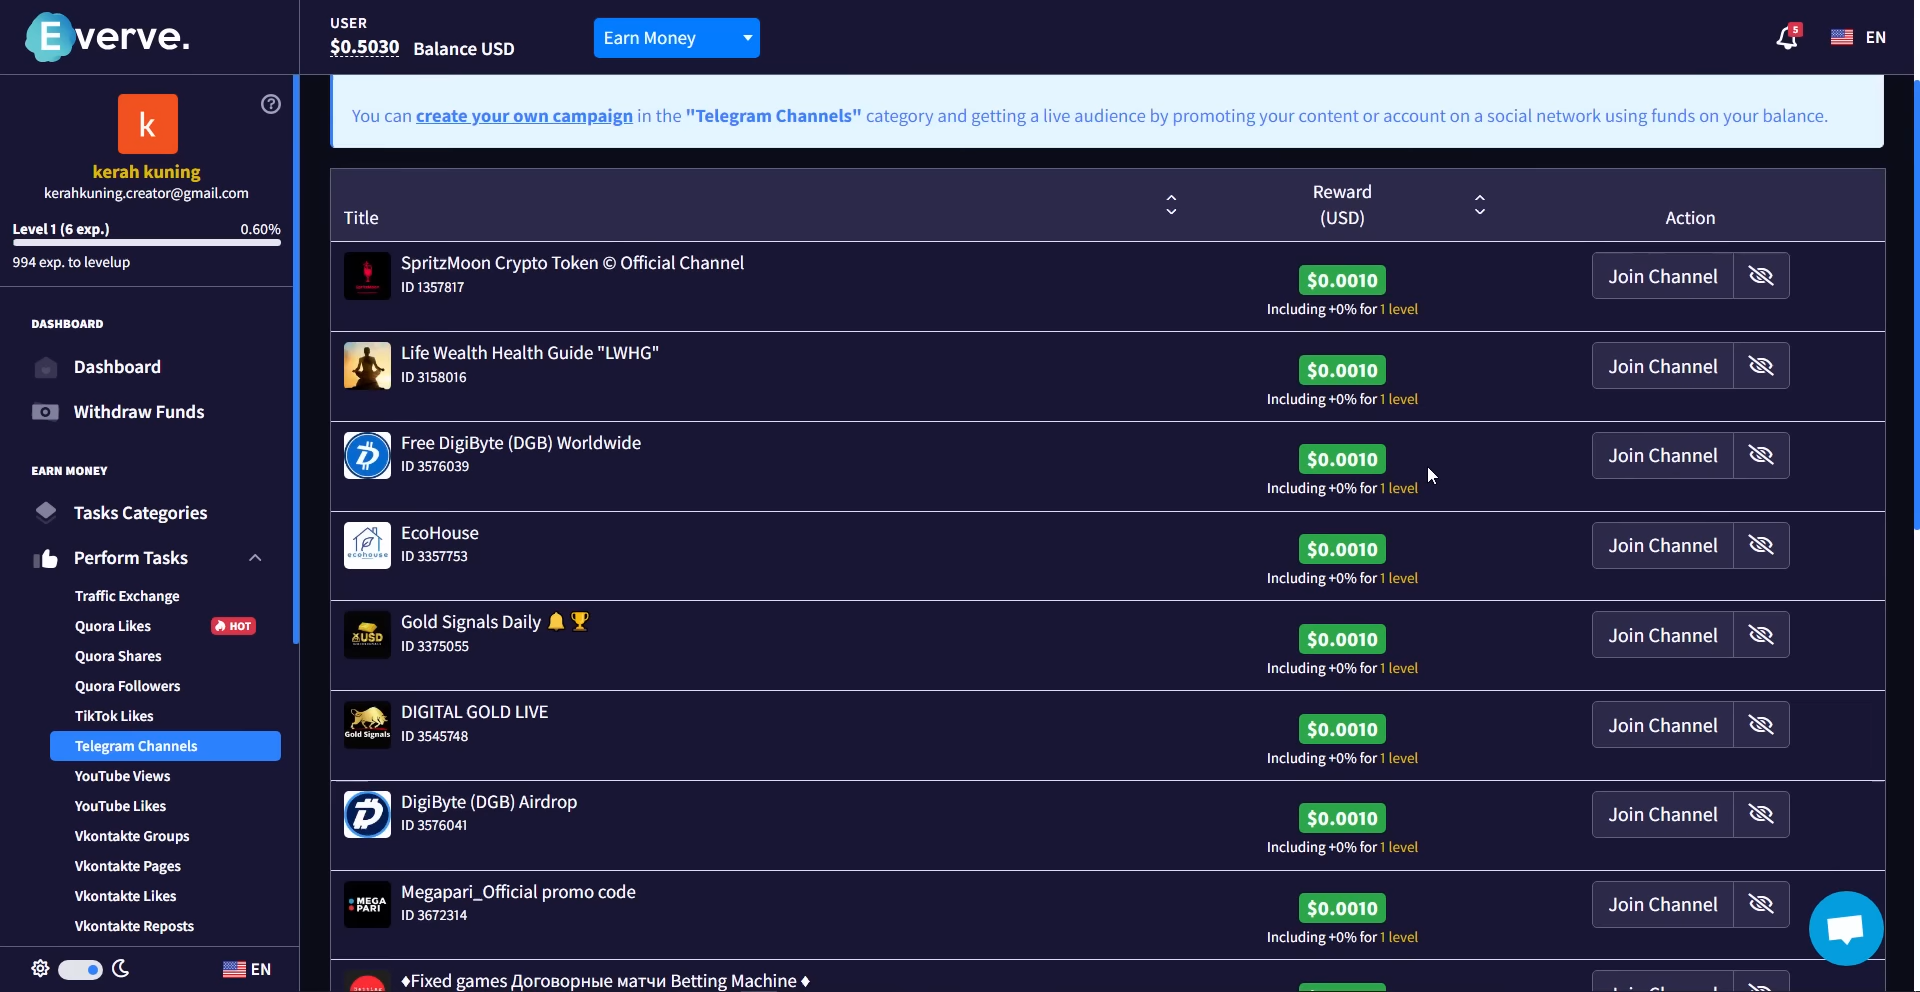 Everve.
USER
$0.5030 Balance USD
Earn Money
5
EN
k
kerah kuning
kerahkuning.creator@gmail.com
Level 1 (6 exp.) 0.60%
994 exp. to levelup
DASHBOARD
Dashboard
Withdraw Funds
EARN MONEY
Tasks Categories
Perform Tasks
Traffic Exchange
Quora Likes HOT
Quora Shares
Quora Followers
TikTok Likes
Telegram Channels
YouTube Views
YouTube Likes
Vkontakte Groups
Vkontakte Pages
Vkontakte Likes
Vkontakte Reposts
EN
You can create your own campaign in the "Telegram Channels" category and getting a live audience by promoting your content or account on a social network using funds on your balance.
Title Reward (USD) Action
SpritzMoon Crypto Token © Official Channel
ID 1357817
$0.0010
Including +0% for 1 level
Join Channel
Life Wealth Health Guide "LWHG"
ID 3158016
$0.0010
Including +0% for 1 level
Join Channel
Free DigiByte (DGB) Worldwide
ID 3576039
$0.0010
Including +0% for 1 level
Join Channel
ecohouse
EcoHouse
ID 3357753
$0.0010
Including +0% for 1 level
Join Channel
XAUUSD
Gold Signals Daily 🔔 🏆
ID 3375055
$0.0010
Including +0% for 1 level
Join Channel
Gold Signals
DIGITAL GOLD LIVE
ID 3545748
$0.0010
Including +0% for 1 level
Join Channel
DigiByte (DGB) Airdrop
ID 3576041
$0.0010
Including +0% for 1 level
Join Channel
MEGA
PARI
Megapari_Official promo code
ID 3672314
$0.0010
Including +0% for 1 level
Join Channel
♦Fixed games Договорные матчи Betting Machine ♦